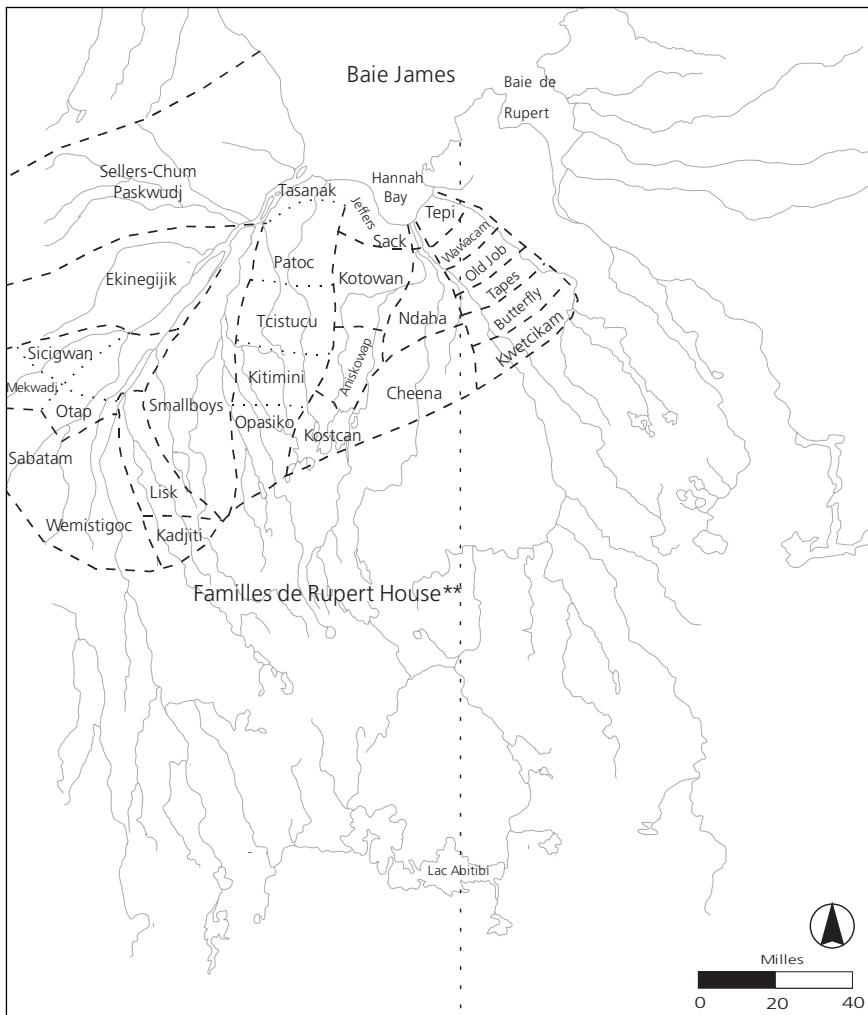 Baie James
Baie de
Rupert
Sellers-Chum
Paskwudj
Hannah
Bay
Tasanak
Jeffers
Tepi
Sack
Wawacam
Old Job
Patoc
Kotowan
Ekinegijik
Tapes
Butterfly
Tcistucu
Ndaha
Kwetcikam
Sicigwan
Aniskowap
Kitimini
Mekwadj
Cheena
Otap
Smallboys
Opasiko
Kostcan
Sabatam
Lisk
Wemistigoc
Kadjiti
Familles de Rupert House**
Lac Abitibi
Milles
0 20 40